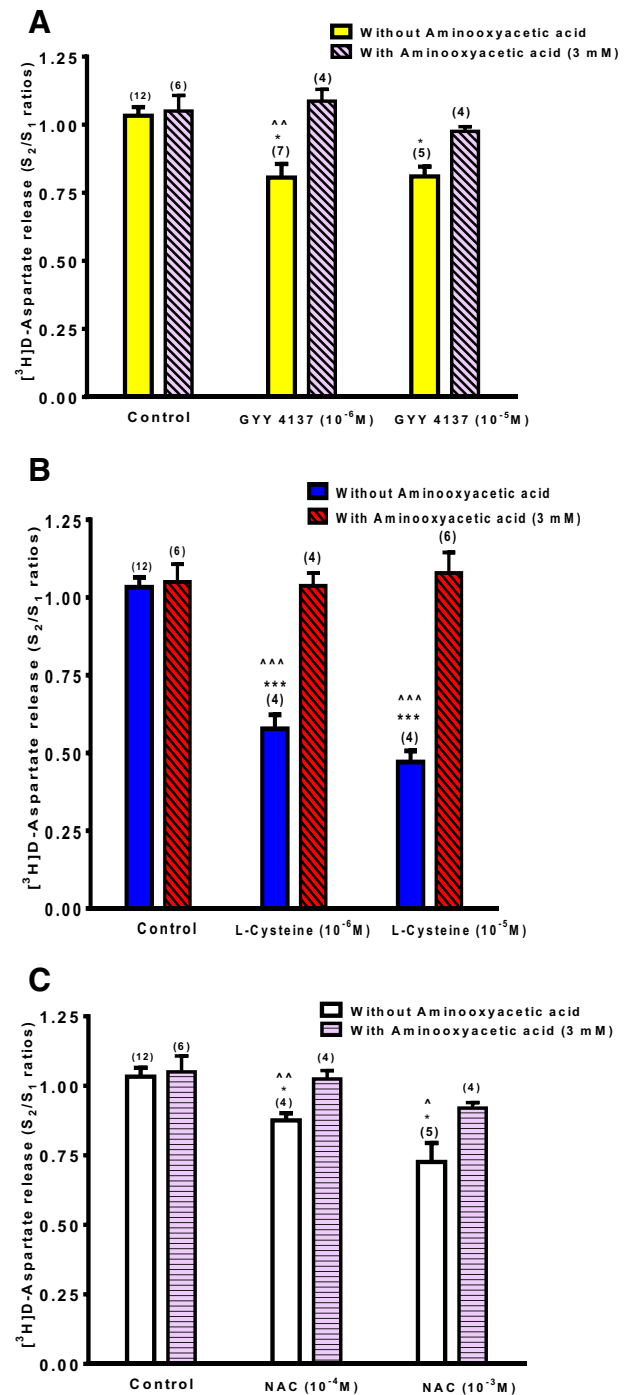 A
Without Aminooxyacetic acid
With Aminooxyacetic acid (3 mM)
[³H]D-Aspartate release (S₂/S₁ ratios)
1.25
1.00
0.75
0.50
0.25
0.00
(12)
(6)
^^
*
(7)
(4)
*
(5)
(4)
Control
GYY 4137 (10⁻⁶M)
GYY 4137 (10⁻⁵M)
B
Without Aminooxyacetic acid
With Aminooxyacetic acid (3 mM)
[³H]D-Aspartate release (S₂/S₁ ratios)
1.25
1.00
0.75
0.50
0.25
0.00
(12)
(6)
^^^
***
(4)
(4)
^^^
***
(4)
(6)
Control
L-Cysteine (10⁻⁶M)
L-Cysteine (10⁻⁵M)
C
Without Aminooxyacetic acid
With Aminooxyacetic acid (3 mM)
[³H]D-Aspartate release (S₂/S₁ ratios)
1.25
1.00
0.75
0.50
0.25
0.00
(12)
(6)
^^
*
(4)
(4)
^
*
(5)
(4)
Control
NAC (10⁻⁴M)
NAC (10⁻³M)